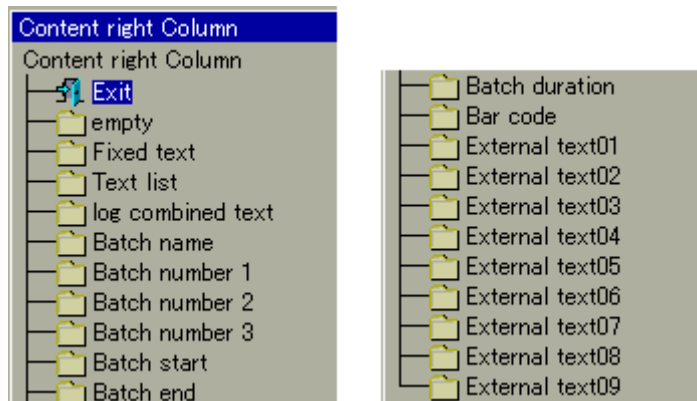 Content right Column
Content right Column
Exit
empty
Fixed text
Text list
log combined text
Batch name
Batch number 1
Batch number 2
Batch number 3
Batch start
Batch end
Batch duration
Bar code
External text01
External text02
External text03
External text04
External text05
External text06
External text07
External text08
External text09